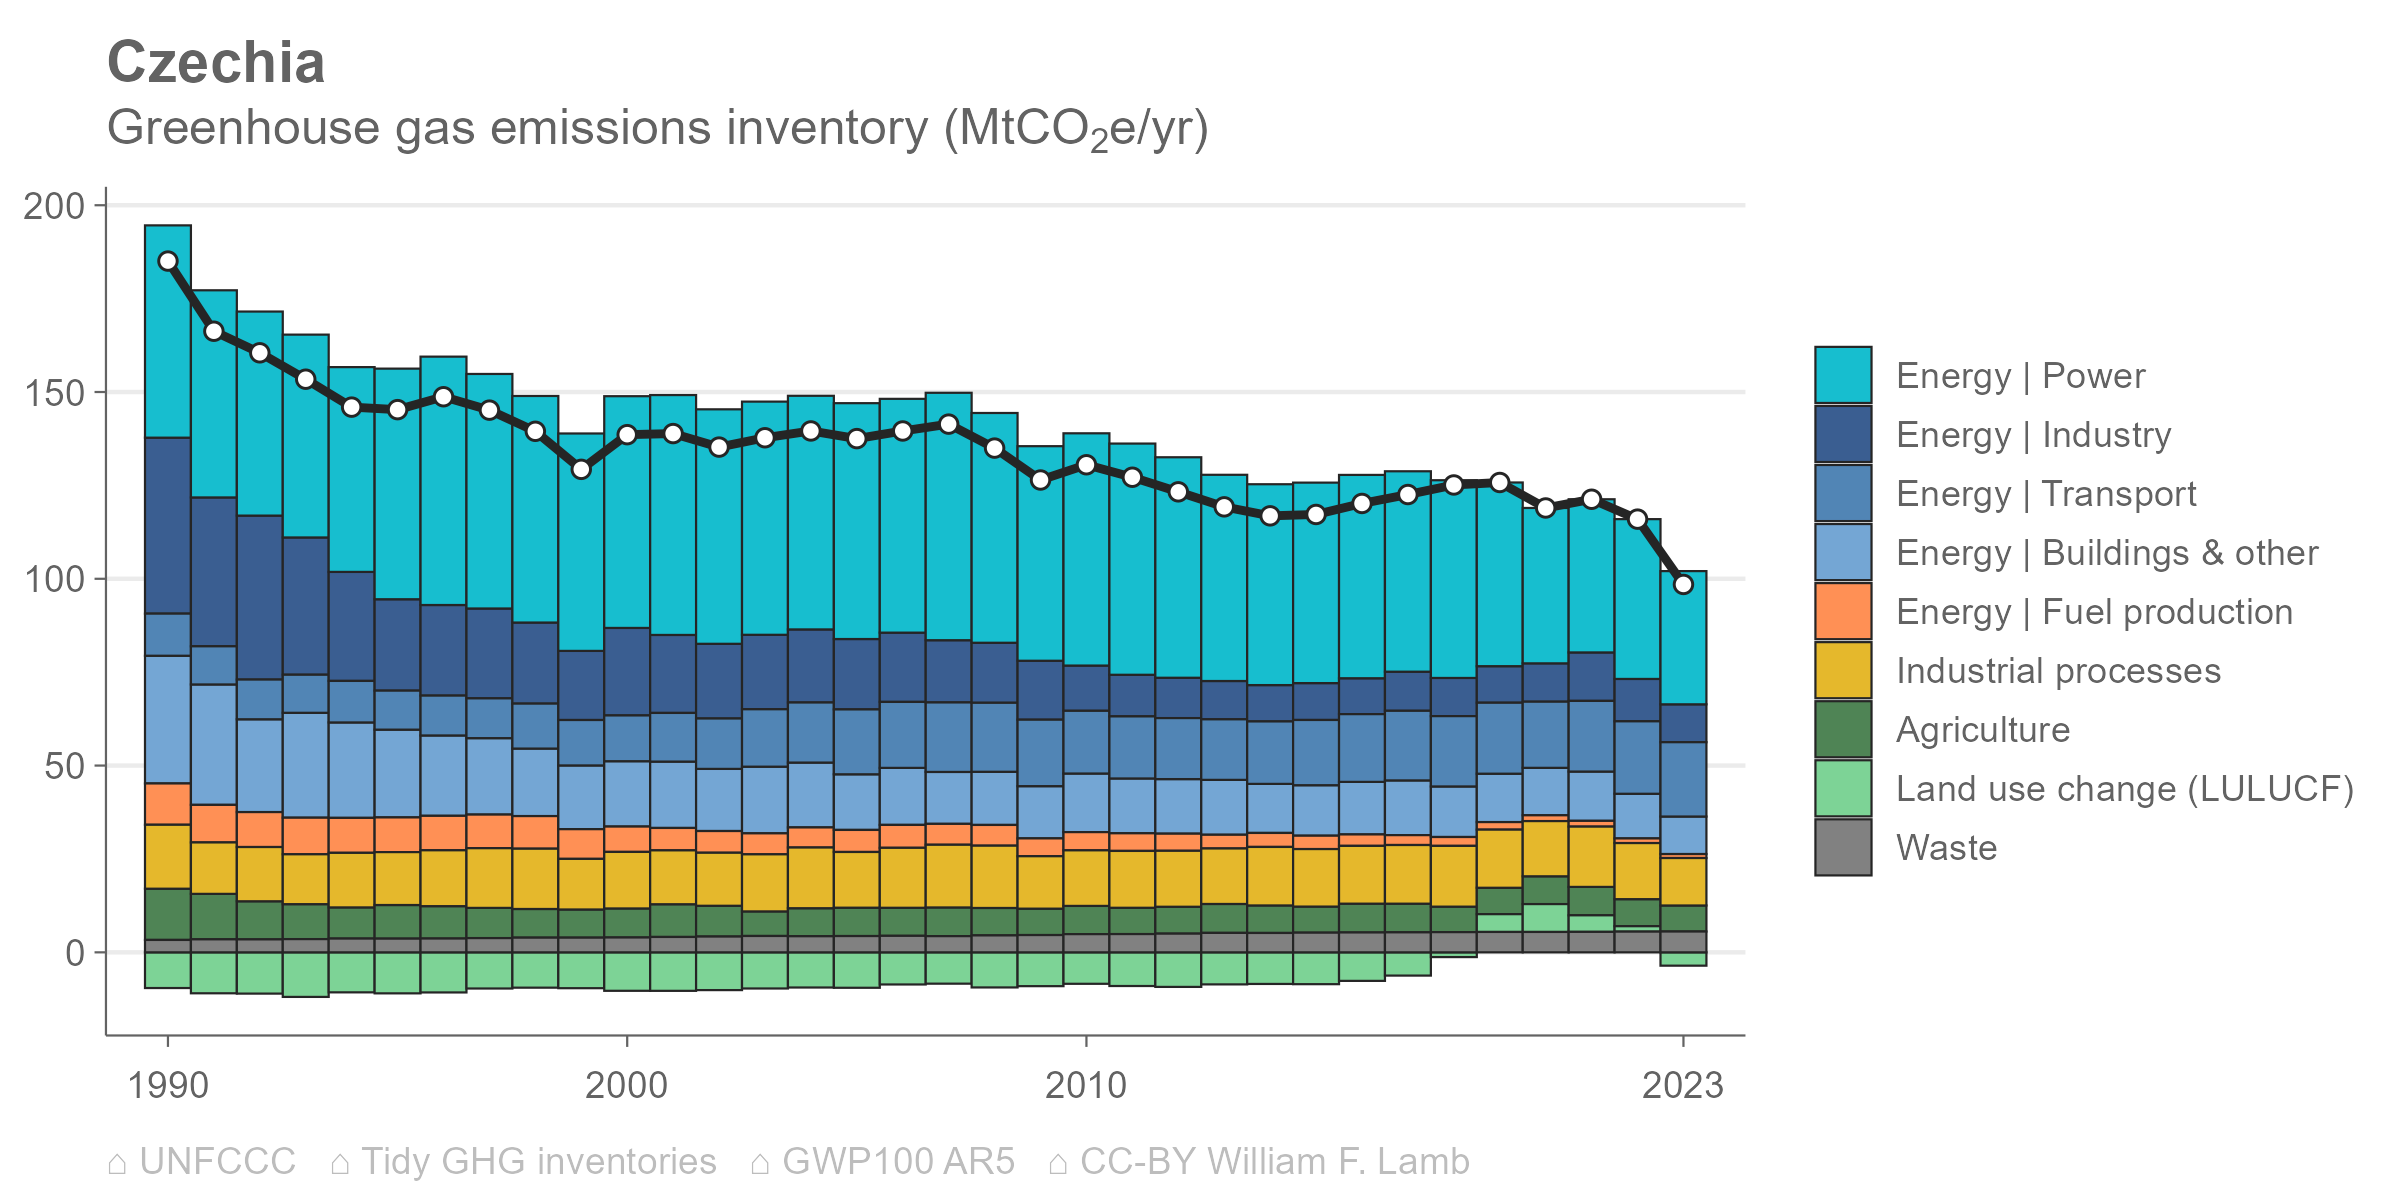 Czechia
Greenhouse gas emissions inventory (MtCO₂e/yr)
200
150
100
50
0
1990 2000 2010 2023
Energy | Power
Energy | Industry
Energy | Transport
Energy | Buildings & other
Energy | Fuel production
Industrial processes
Agriculture
Land use change (LULUCF)
Waste
⌂ UNFCCC ⌂ Tidy GHG inventories ⌂ GWP100 AR5 ⌂ CC-BY William F. Lamb